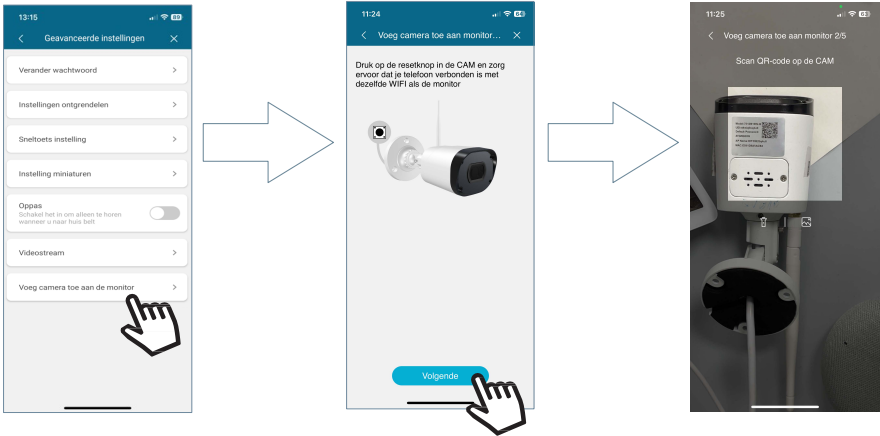 13:15
89
Geavanceerde instellingen
Verander wachtwoord
Instellingen ontgrendelen
Sneltoets instelling
Instelling miniaturen
Oppas
Schakel het in om alleen te horen
wanneer u naar huis belt
Videostream
Voeg camera toe aan de monitor
11:24
64
Voeg camera toe aan monitor...
Druk op de resetknop in de CAM en zorg
ervoor dat je telefoon verbonden is met
dezelfde WIFI als de monitor
Volgende
11:25
63
Voeg camera toe aan monitor 2/5
Scan QR-code op de CAM